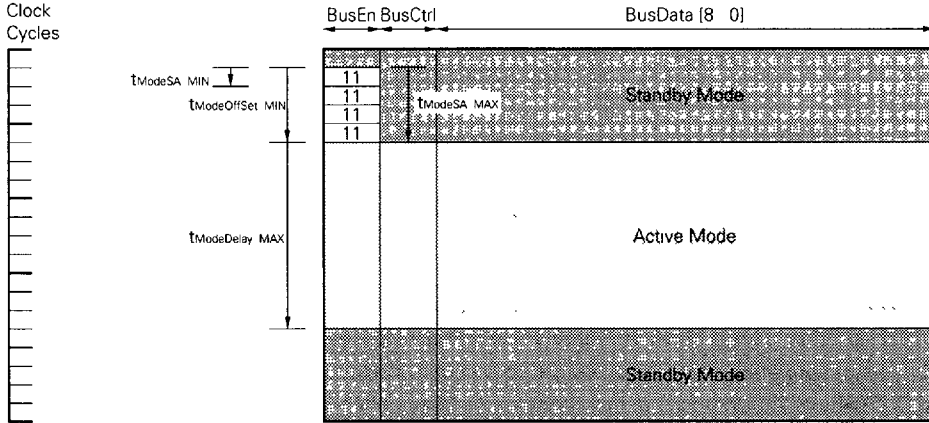 Clock
Cycles
BusEn BusCtrl BusData [8 0]
tModeSA MIN
tModeOffSet MIN
11
11
11
11
tModeSA MAX
Standby Mode
tModeDelay MAX
Active Mode
Standby Mode